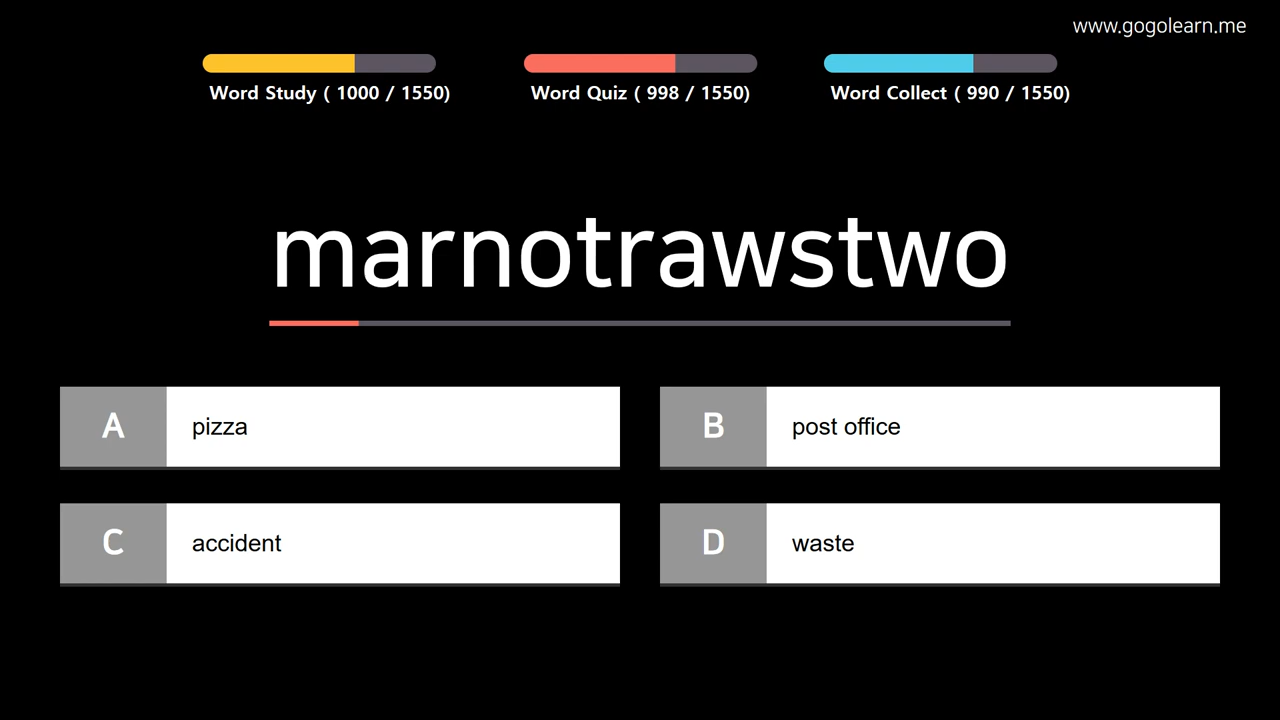 www.gogolearn.me
Word Study ( 1000 / 1550)
Word Quiz ( 998 / 1550)
Word Collect ( 990 / 1550)
marnotrawstwo
A pizza
B post office
C accident
D waste